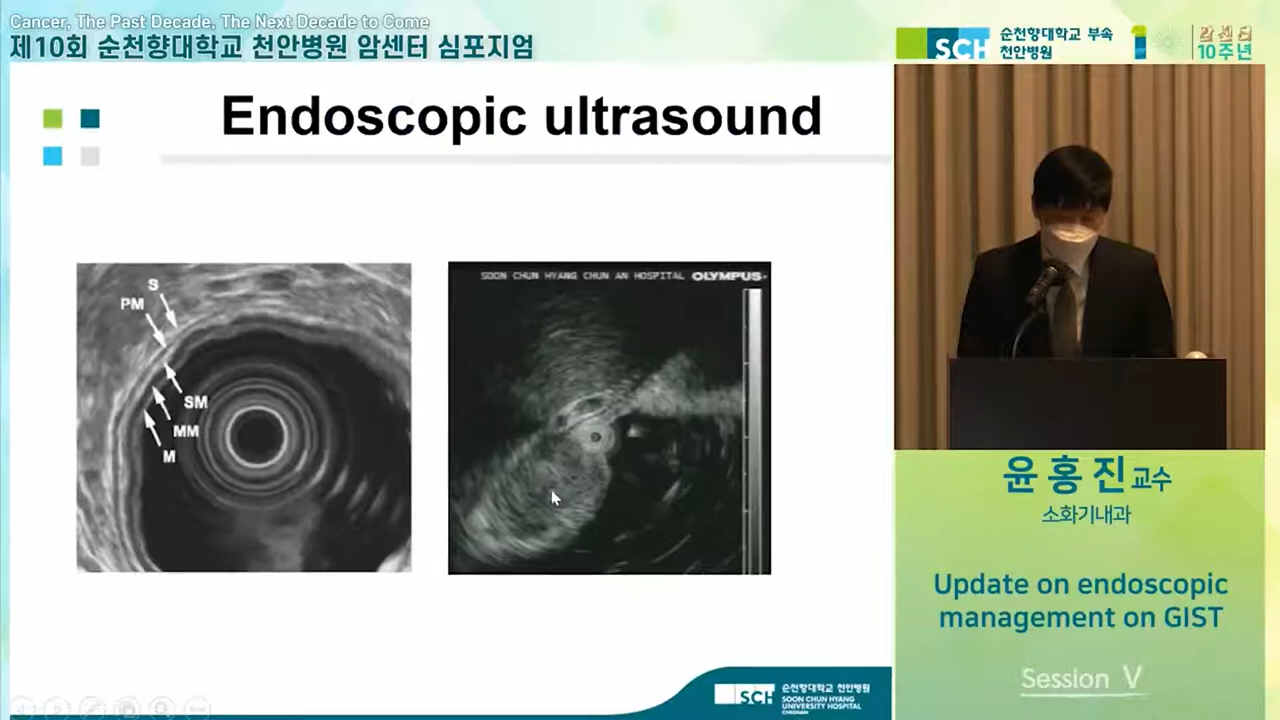 Cancer, The Past Decade, The Next Decade to Come
제10회 순천향대학교 천안병원 암센터 심포지엄
SCH
순천향대학교 부속
천안병원
1
암센터
10주년
Endoscopic ultrasound
S
PM
SM
MM
M
SOON CHUN HYANG CHUN AN HOSPITAL OLYMPUS
윤홍진 교수
소화기내과
Update on endoscopic
management on GIST
Session V
SCH
순천향대학교 천안병원
SOON CHUN HYANG
UNIVERSITY HOSPITAL
CHEONAN